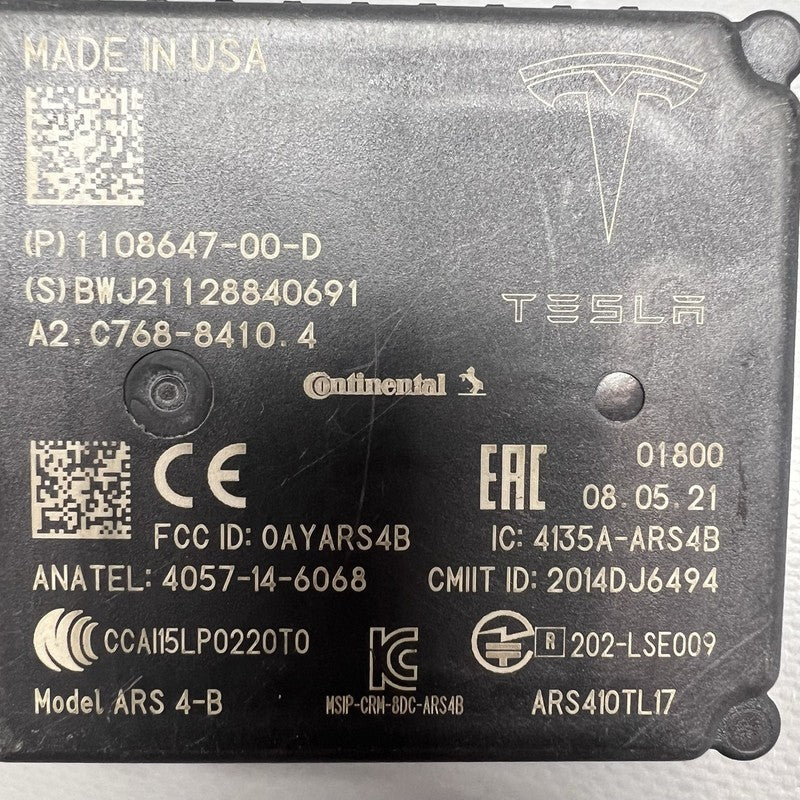 MADE IN USA
(P) 1108647-00-D
(S) BWJ21128840691
TESLA
A2.C768-8410.4
Continental
CE
EAC
01800
08.05.21
FCC ID: OAYARS4B
IC: 4135A-ARS4B
ANATEL: 4057-14-6068
CMIIT ID: 2014DJ6494
CCAI15LP0220T0
R 202-LSE009
Model ARS 4-B
MSIP-CRM-8DC-ARS4B
ARS410TL17